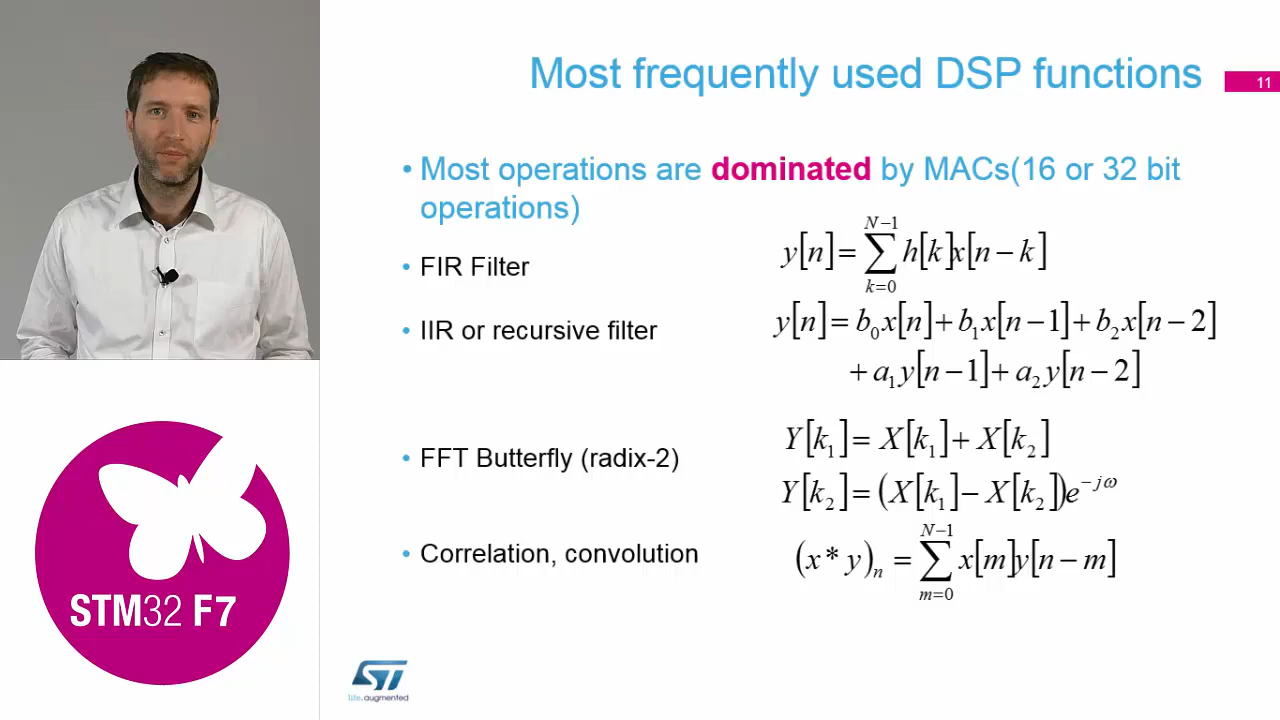 Most frequently used DSP functions
11
• Most operations are dominated by MACs(16 or 32 bit
operations)
• FIR Filter
y[n] = ∑_{k=0}^{N−1} h[k]x[n − k]
• IIR or recursive filter
y[n] = b₀x[n] + b₁x[n − 1] + b₂x[n − 2]
+ a₁y[n − 1] + a₂y[n − 2]
• FFT Butterfly (radix-2)
Y[k₁] = X[k₁] + X[k₂]
Y[k₂] = (X[k₁] − X[k₂])e^{−jω}
• Correlation, convolution
(x * y)ₙ = ∑_{m=0}^{N−1} x[m]y[n − m]
STM32 F7
ST
life.augmented